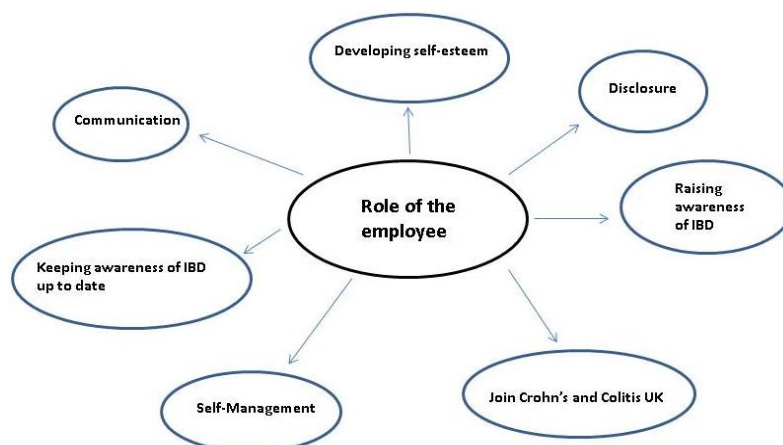 Developing self-esteem
Disclosure
Communication
Raising
awareness
of IBD
Role of the
employee
Keeping awareness of IBD
up to date
Self-Management
Join Crohn's and Colitis UK